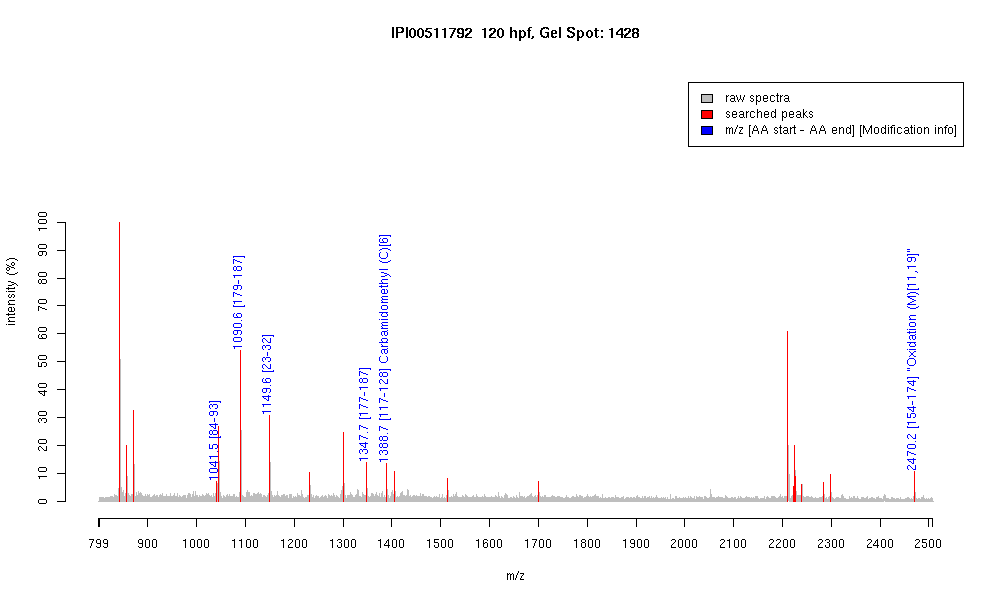 IPI00511792 120 hpf, Gel Spot: 1428
raw spectra
searched peaks
m/z [AA start - AA end] [Modification info]
intensity (%)
100
90
80
70
60
50
40
30
20
10
0
1041.5 [84-93]
1090.6 [179-187]
1149.6 [23-32]
1347.7 [177-187]
1388.7 [117-128] Carbamidomethyl (C)[6]
2470.2 [154-174] "Oxidation (M)[11,19]"
799 900 1000 1100 1200 1300 1400 1500 1600 1700 1800 1900 2000 2100 2200 2300 2400 2500
m/z